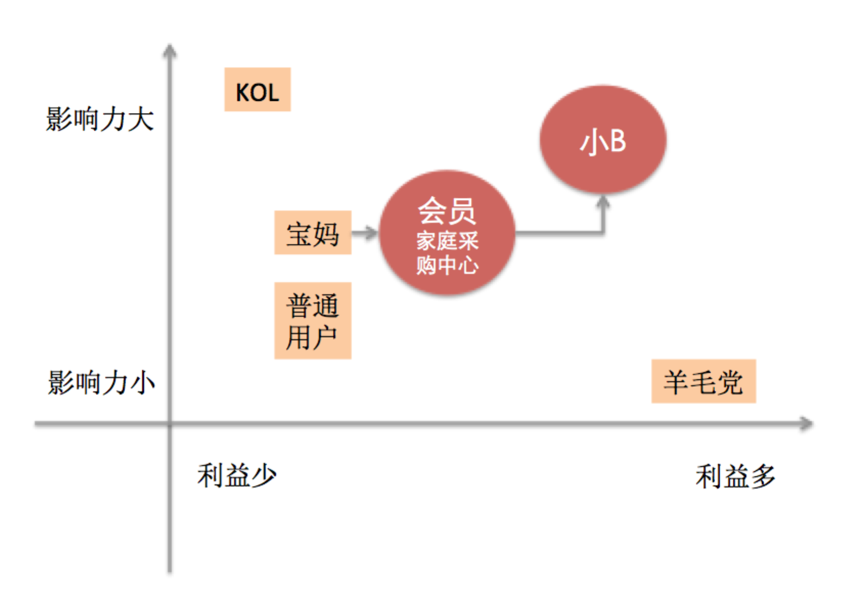 KOL
影响力大
小B
会员
家庭采
购中心
宝妈
普通
用户
影响力小
羊毛党
利益少
利益多